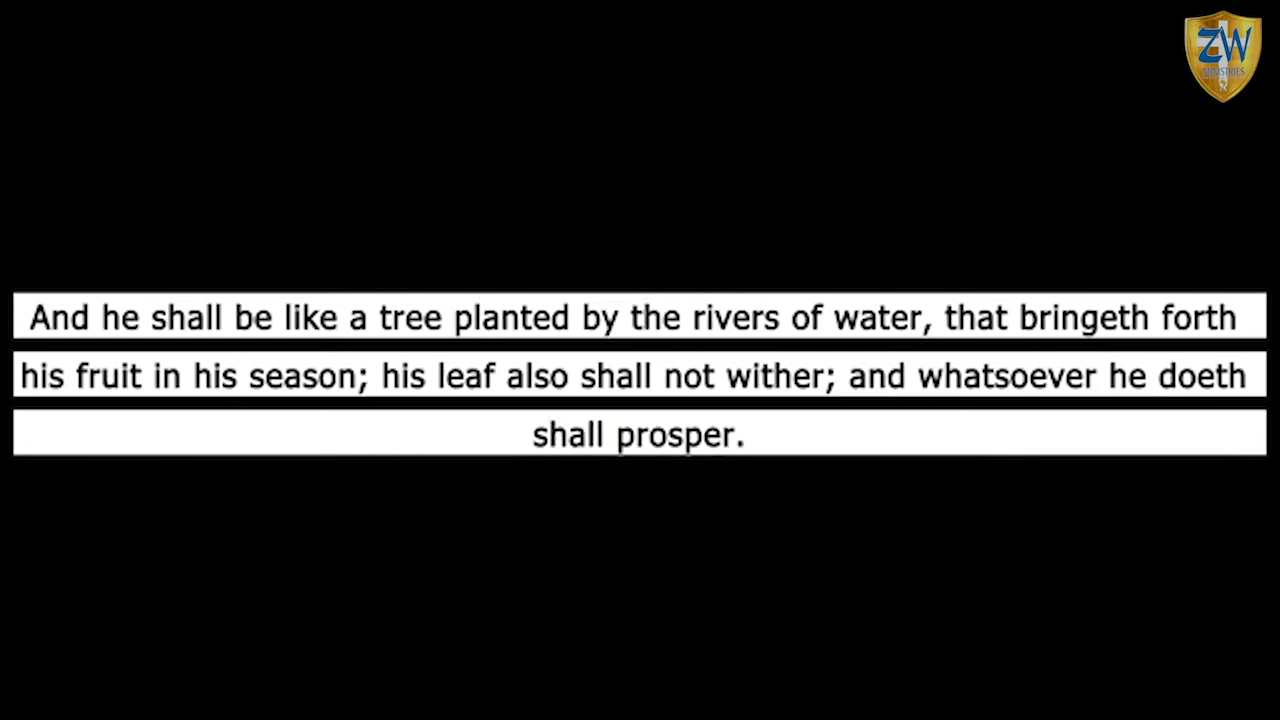 ZW
MINISTRIES
And he shall be like a tree planted by the rivers of water, that bringeth forth
his fruit in his season; his leaf also shall not wither; and whatsoever he doeth
shall prosper.